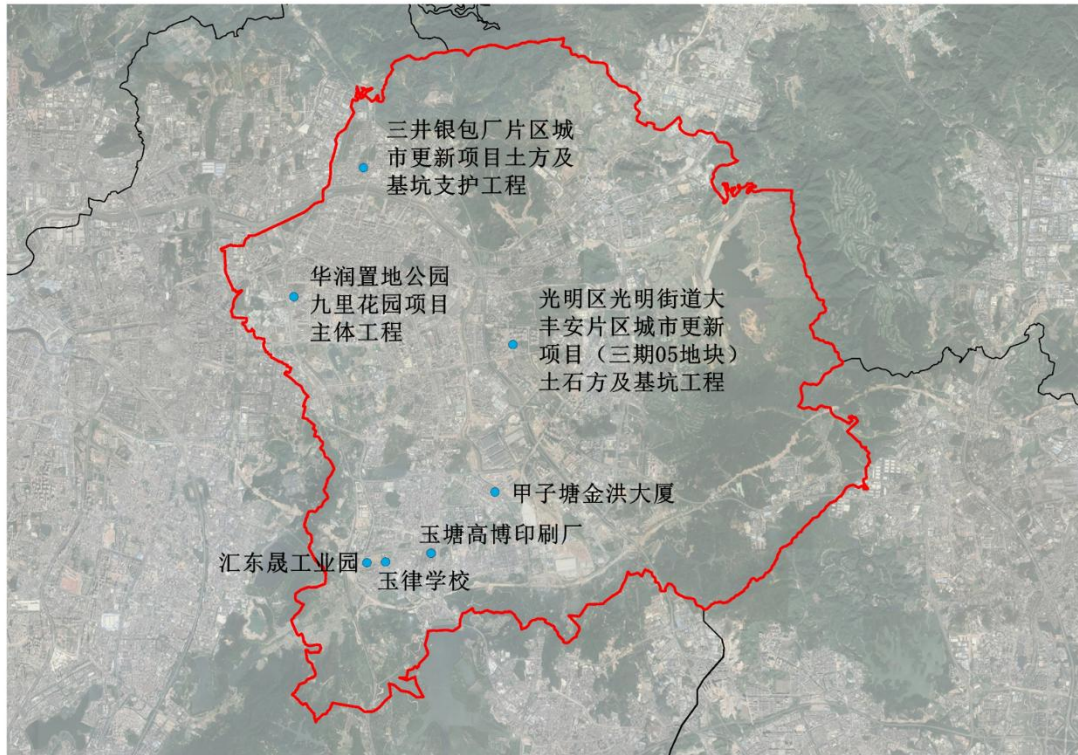 三井银包厂片区城
市更新项目土方及
基坑支护工程
华润置地公园
九里花园项目
主体工程
光明区光明街道大
丰安片区城市更新
项目（三期05地块）
土石方及基坑工程
甲子塘金洪大厦
玉塘高博印刷厂
汇东晟工业园
玉律学校